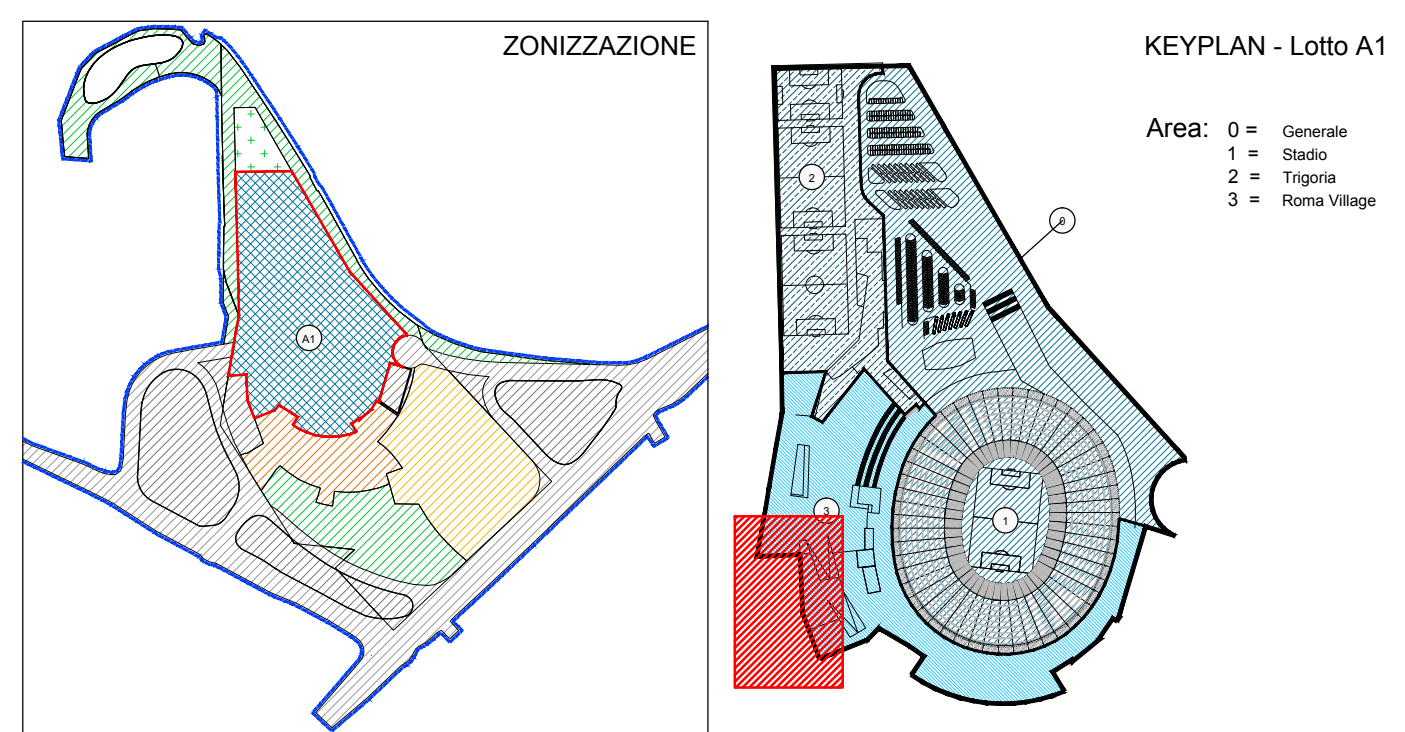 ZONIZZAZIONE
A1
KEYPLAN - Lotto A1
Area: 0 = Generale
1 = Stadio
2 = Trigoria
3 = Roma Village
2
0
3
1